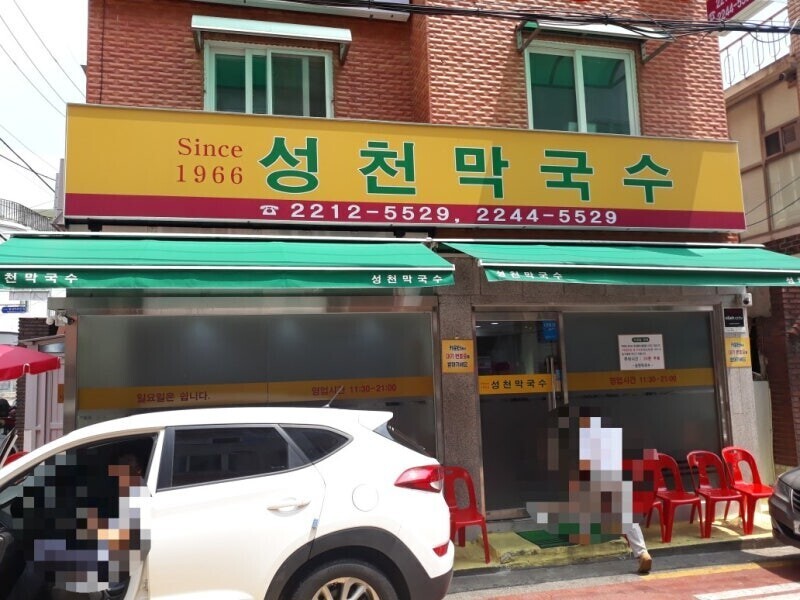 Since
1966
성천막국수
☎ 2212-5529, 2244-5529
천막국수
성천막국수
성천막국수
성천막국수
일요일은 쉽니다.
영업시간 11:30-21:00
영업시간 11:30-21:00